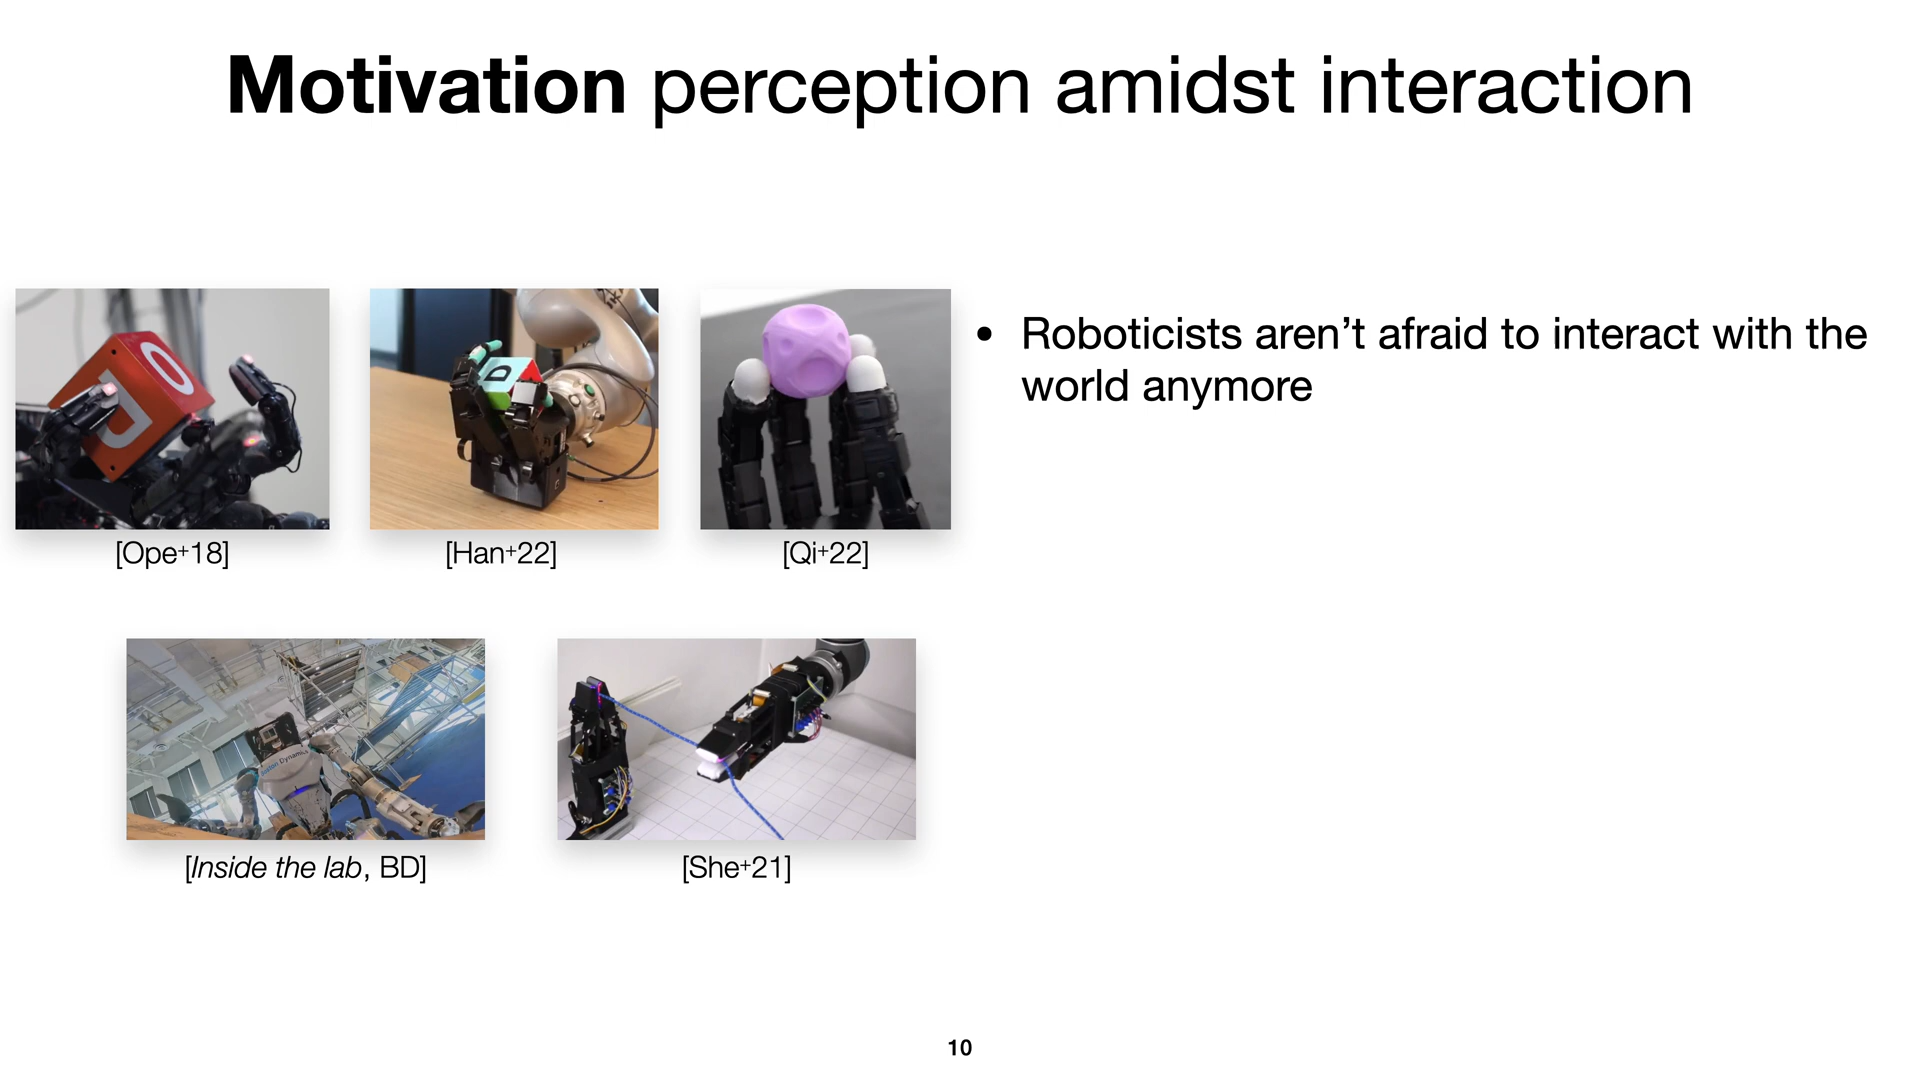 Motivation perception amidst interaction
• Roboticists aren’t afraid to interact with the
world anymore
[Ope+18]
[Han+22]
[Qi+22]
[Inside the lab, BD]
[She+21]
10